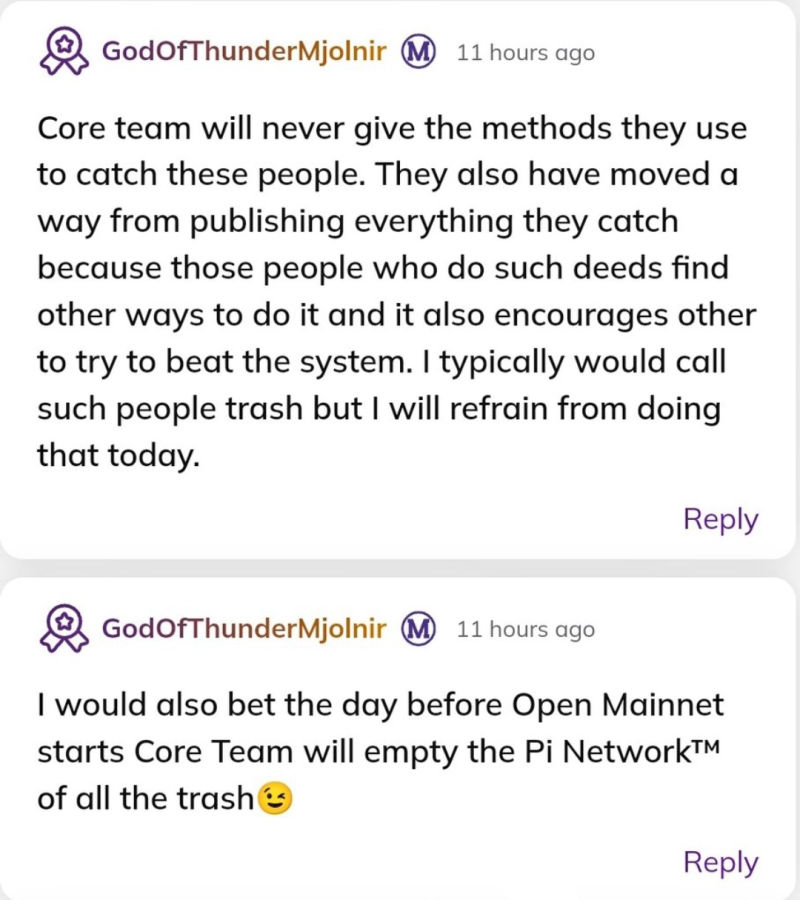 GodOfThunderMjolnir M 11 hours ago
Core team will never give the methods they use
to catch these people. They also have moved a
way from publishing everything they catch
because those people who do such deeds find
other ways to do it and it also encourages other
to try to beat the system. I typically would call
such people trash but I will refrain from doing
that today.
Reply
GodOfThunderMjolnir M 11 hours ago
I would also bet the day before Open Mainnet
starts Core Team will empty the Pi Network™
of all the trash😉
Reply